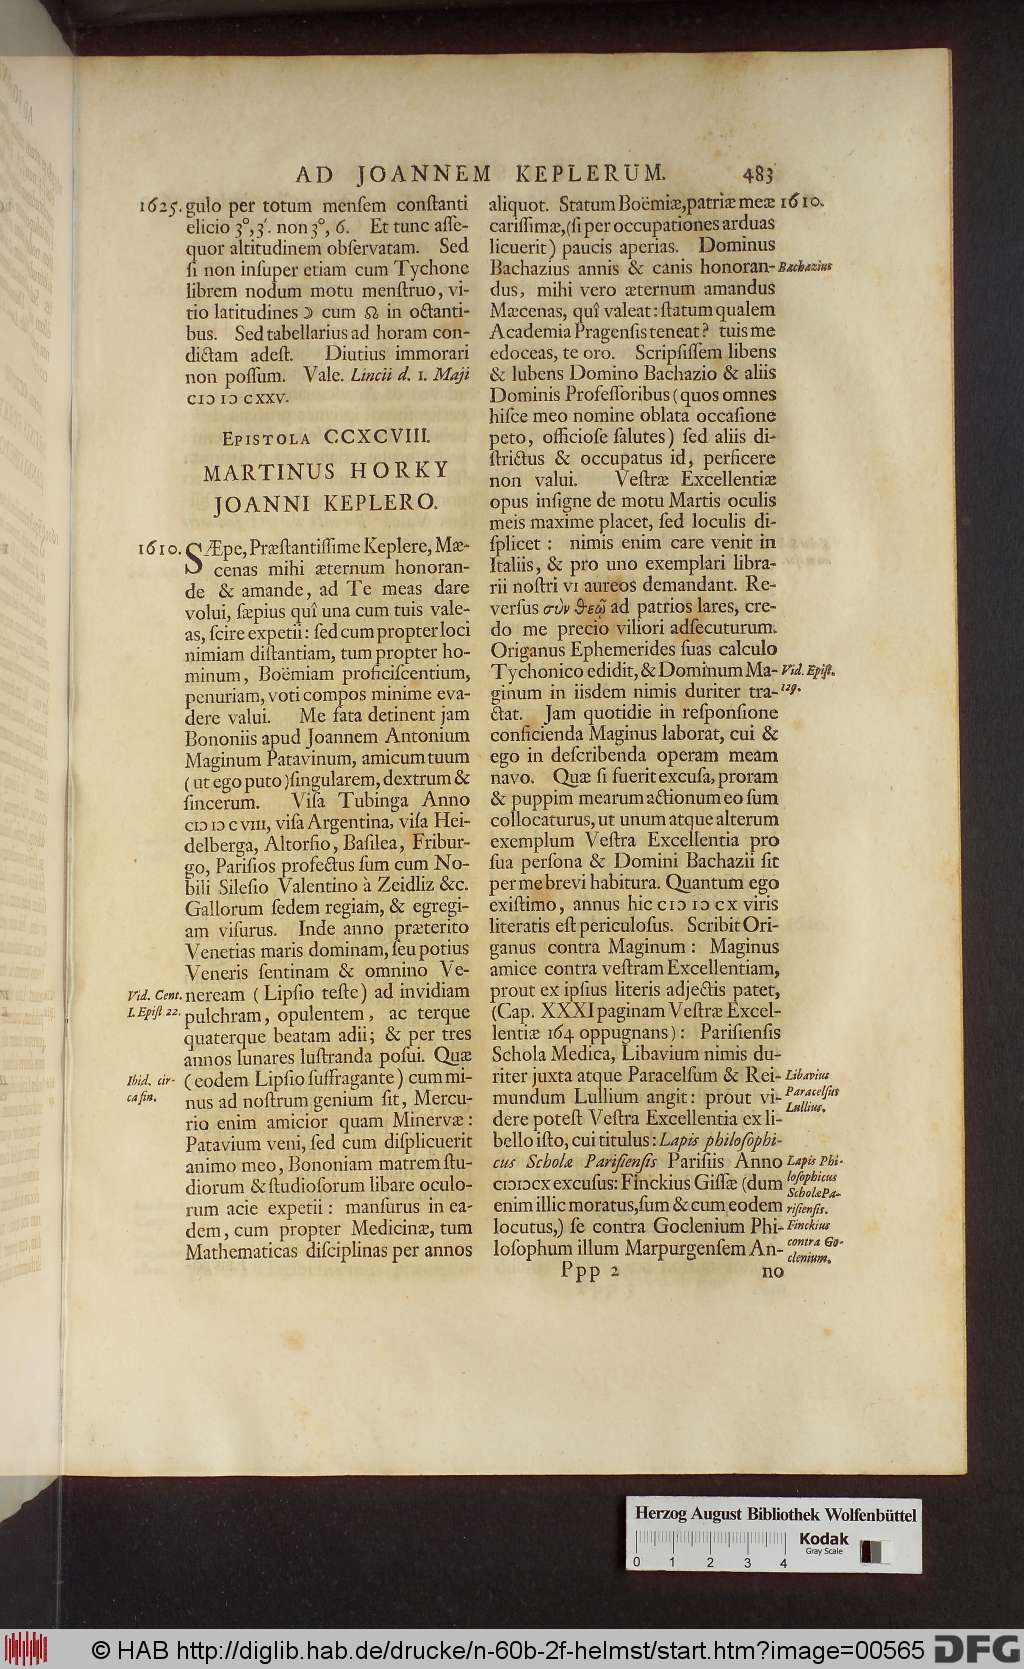 AD JOANNEM KEPLERUM. 483
1625. gulo per totum menſem conſtanti
elicio 3°, 3'. non 3°, 6. Et tunc aſſe-
quor altitudinem obſervatam. Sed
ſi non inſuper etiam cum Tychone
librem nodum motu menſtruo, vi-
tio latitudines ☽ cum ☊ in octanti-
bus. Sed tabellarius ad horam con-
dictam adeſt. Diutius immorari
non poſſum. Vale. Lincii d. 1. Maji
CIƆ IƆ CXXV.
EPISTOLA CCXCVIII.
MARTINUS HORKY
JOANNI KEPLERO.
1610. SÆpe, Præſtantiſſime Keplere, Mæ-
cenas mihi æternum honoran-
de & amande, ad Te meas dare
volui, ſæpius quî una cum tuis vale-
as, ſcire expetii: ſed cum propter loci
nimiam diſtantiam, tum propter ho-
minum, Boëmiam proficiſcentium,
penuriam, voti compos minime eva-
dere valui. Me fata detinent jam
Bononiis apud Joannem Antonium
Maginum Patavinum, amicum tuum
(ut ego puto) ſingularem, dextrum &
ſincerum. Viſa Tubinga Anno
CIƆ IƆ C VIII, viſa Argentina, viſa Hei-
delberga, Altorfio, Baſilea, Fribur-
go, Pariſios profectus ſum cum No-
bili Sileſio Valentino à Zeidliz &c.
Gallorum ſedem regiam, & egregi-
am viſurus. Inde anno præterito
Venetias maris dominam, ſeu potius
Veneris ſentinam & omnino Ve-
Vid. Cent. neream (Lipſio teſte) ad invidiam
I. Epiſt. 22. pulchram, opulentem, ac terque
quaterque beatam adii; & per tres
annos lunares luſtranda poſui. Quæ
Ibid. cir- (eodem Lipſio ſuffragante) cum mi-
ca fin. nus ad noſtrum genium ſit, Mercu-
rio enim amicior quam Minervæ:
Patavium veni, ſed cum diſplicuerit
animo meo, Bononiam matrem ſtu-
diorum & ſtudioſorum libare oculo-
rum acie expetii: manſurus in ea-
dem, cum propter Medicinæ, tum
Mathematicas diſciplinas per annos
aliquot. Statum Boëmiæ, patriæ meæ 1610.
cariſſimæ, (ſi per occupationes arduas
licuerit) paucis aperias. Dominus
Bachazius annis & canis honoran- Bachazius
dus, mihi vero æternum amandus
Mæcenas, quî valeat: ſtatum qualem
Academia Pragenſis teneat? tuis me
edoceas, te oro. Scripſiſſem libens
& lubens Domino Bachazio & aliis
Dominis Profeſſoribus (quos omnes
hiſce meo nomine oblata occaſione
peto, officioſe ſalutes) ſed aliis di-
ſtrictus & occupatus id, perficere
non valui. Veſtræ Excellentiæ
opus inſigne de motu Martis oculis
meis maxime placet, ſed loculis di-
ſplicet: nimis enim care venit in
Italiis, & pro uno exemplari libra-
rii noſtri VI aureos demandant. Re-
verſus σὺν θεῷ ad patrios lares, cre-
do me precio viliori adſecuturum.
Origanus Ephemerides ſuas calculo
Tychonico edidit, & Dominum Ma- Vid. Epiſt.
ginum in iisdem nimis duriter tra- 129.
ctat. Jam quotidie in reſponſione
conficienda Maginus laborat, cui &
ego in deſcribenda operam meam
navo. Quæ ſi fuerit excuſa, proram
& puppim mearum actionum eo ſum
collocaturus, ut unum atque alterum
exemplum Veſtra Excellentia pro
ſua perſona & Domini Bachazii ſit
per me brevi habitura. Quantum ego
exiſtimo, annus hic CIƆ IƆ CX viris
literatis eſt periculoſus. Scribit Ori-
ganus contra Maginum: Maginus
amice contra veſtram Excellentiam,
prout ex ipſius literis adjectis patet,
(Cap. XXXI paginam Veſtræ Excel-
lentiæ 164 oppugnans): Pariſienſis
Schola Medica, Libavium nimis du-
riter juxta atque Paracelſum & Rei- Libavius
mundum Lullium angit: prout vi- Paracelſus
dere poteſt Veſtra Excellentia ex li- Lullius.
bello iſto, cui titulus: Lapis philoſophi-
cus Scholæ Pariſienſis Pariſiis Anno Lapis Phi-
CIƆIƆCX excuſus: Finckius Giſſæ (dum loſophicus
Scholæ Pa-
enim illic moratus, ſum & cum eodem riſienſis.
locutus,) ſe contra Goclenium Phi- Finckius
loſophum illum Marpurgenſem An- contra Go-
clenium.
Ppp 2 no
Herzog August Bibliothek Wolfenbüttel
Kodak
Gray Scale
0 1 2 3 4
© HAB http://diglib.hab.de/drucke/n-60b-2f-helmst/start.htm?image=00565 DFG